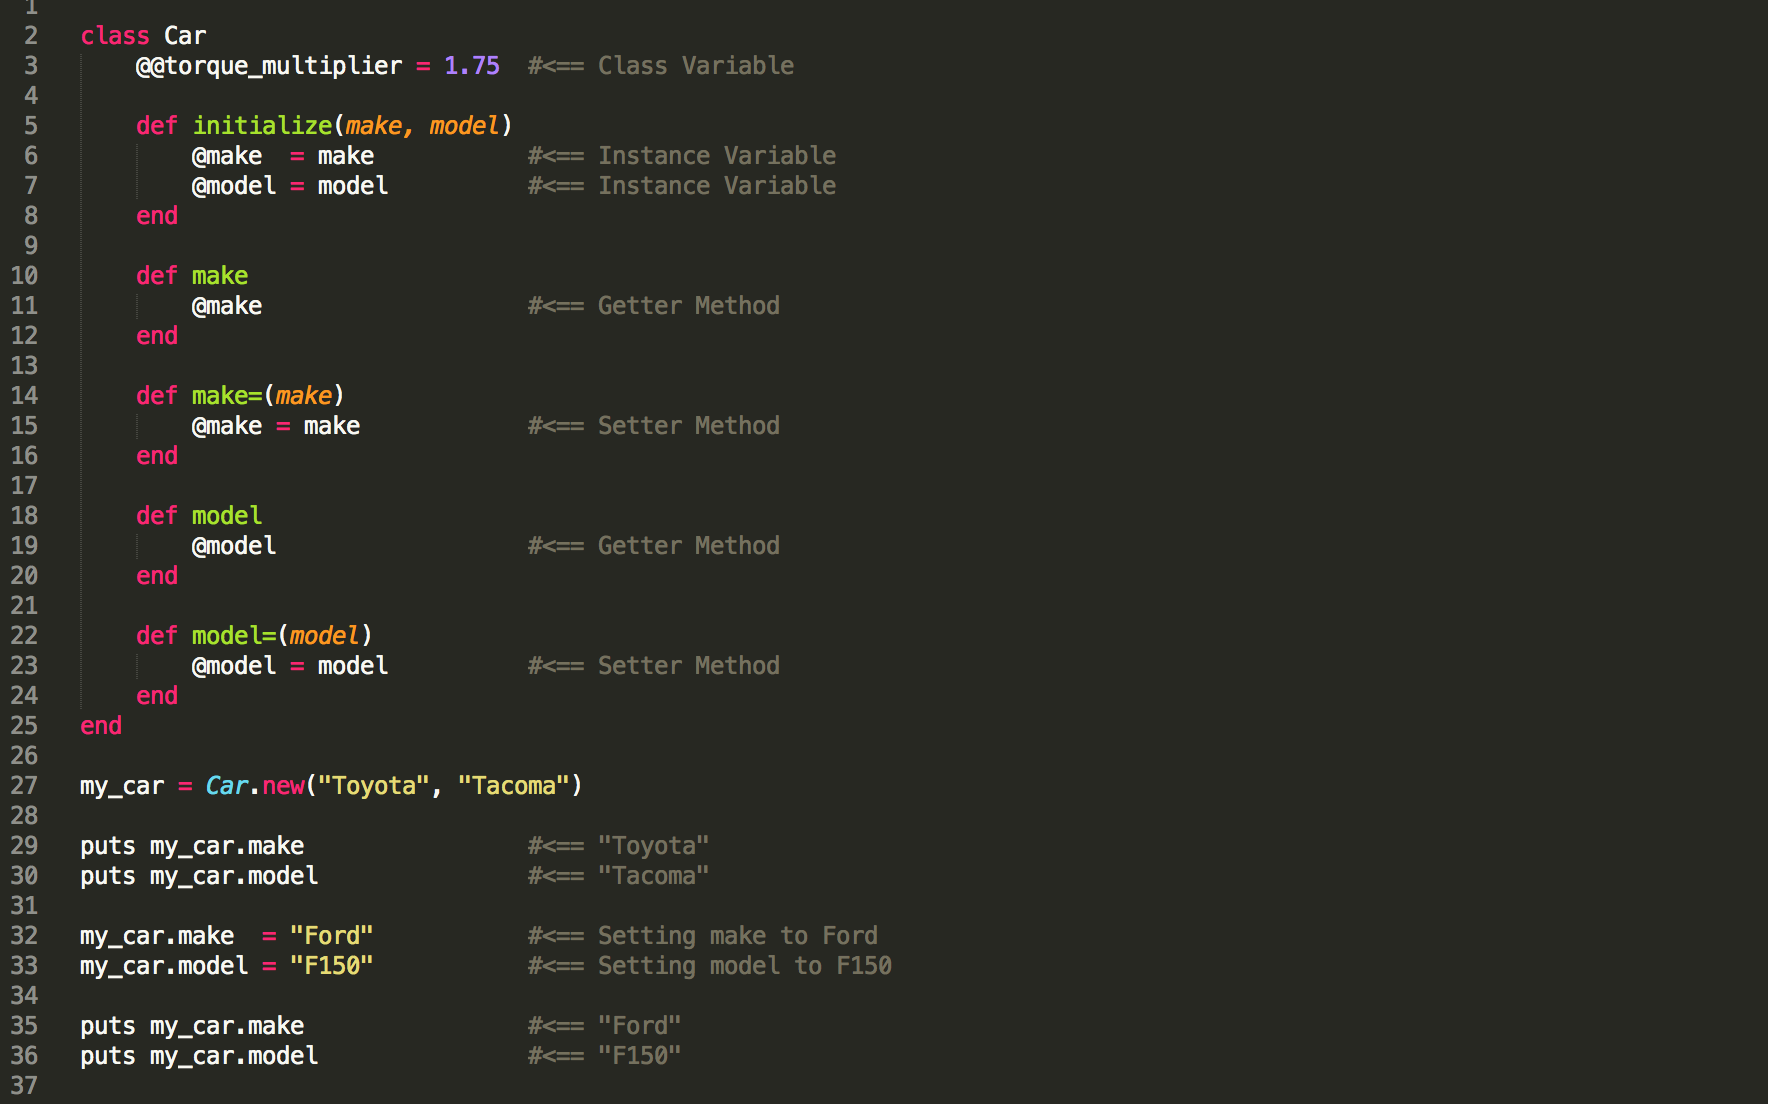 1
2 class Car
3     @@torque_multiplier = 1.75  #<== Class Variable
4
5     def initialize(make, model)
6         @make  = make           #<== Instance Variable
7         @model = model          #<== Instance Variable
8     end
9
10     def make
11         @make                   #<== Getter Method
12     end
13
14     def make=(make)
15         @make = make            #<== Setter Method
16     end
17
18     def model
19         @model                  #<== Getter Method
20     end
21
22     def model=(model)
23         @model = model          #<== Setter Method
24     end
25 end
26
27 my_car = Car.new("Toyota", "Tacoma")
28
29 puts my_car.make                #<== "Toyota"
30 puts my_car.model               #<== "Tacoma"
31
32 my_car.make  = "Ford"           #<== Setting make to Ford
33 my_car.model = "F150"           #<== Setting model to F150
34
35 puts my_car.make                #<== "Ford"
36 puts my_car.model               #<== "F150"
37